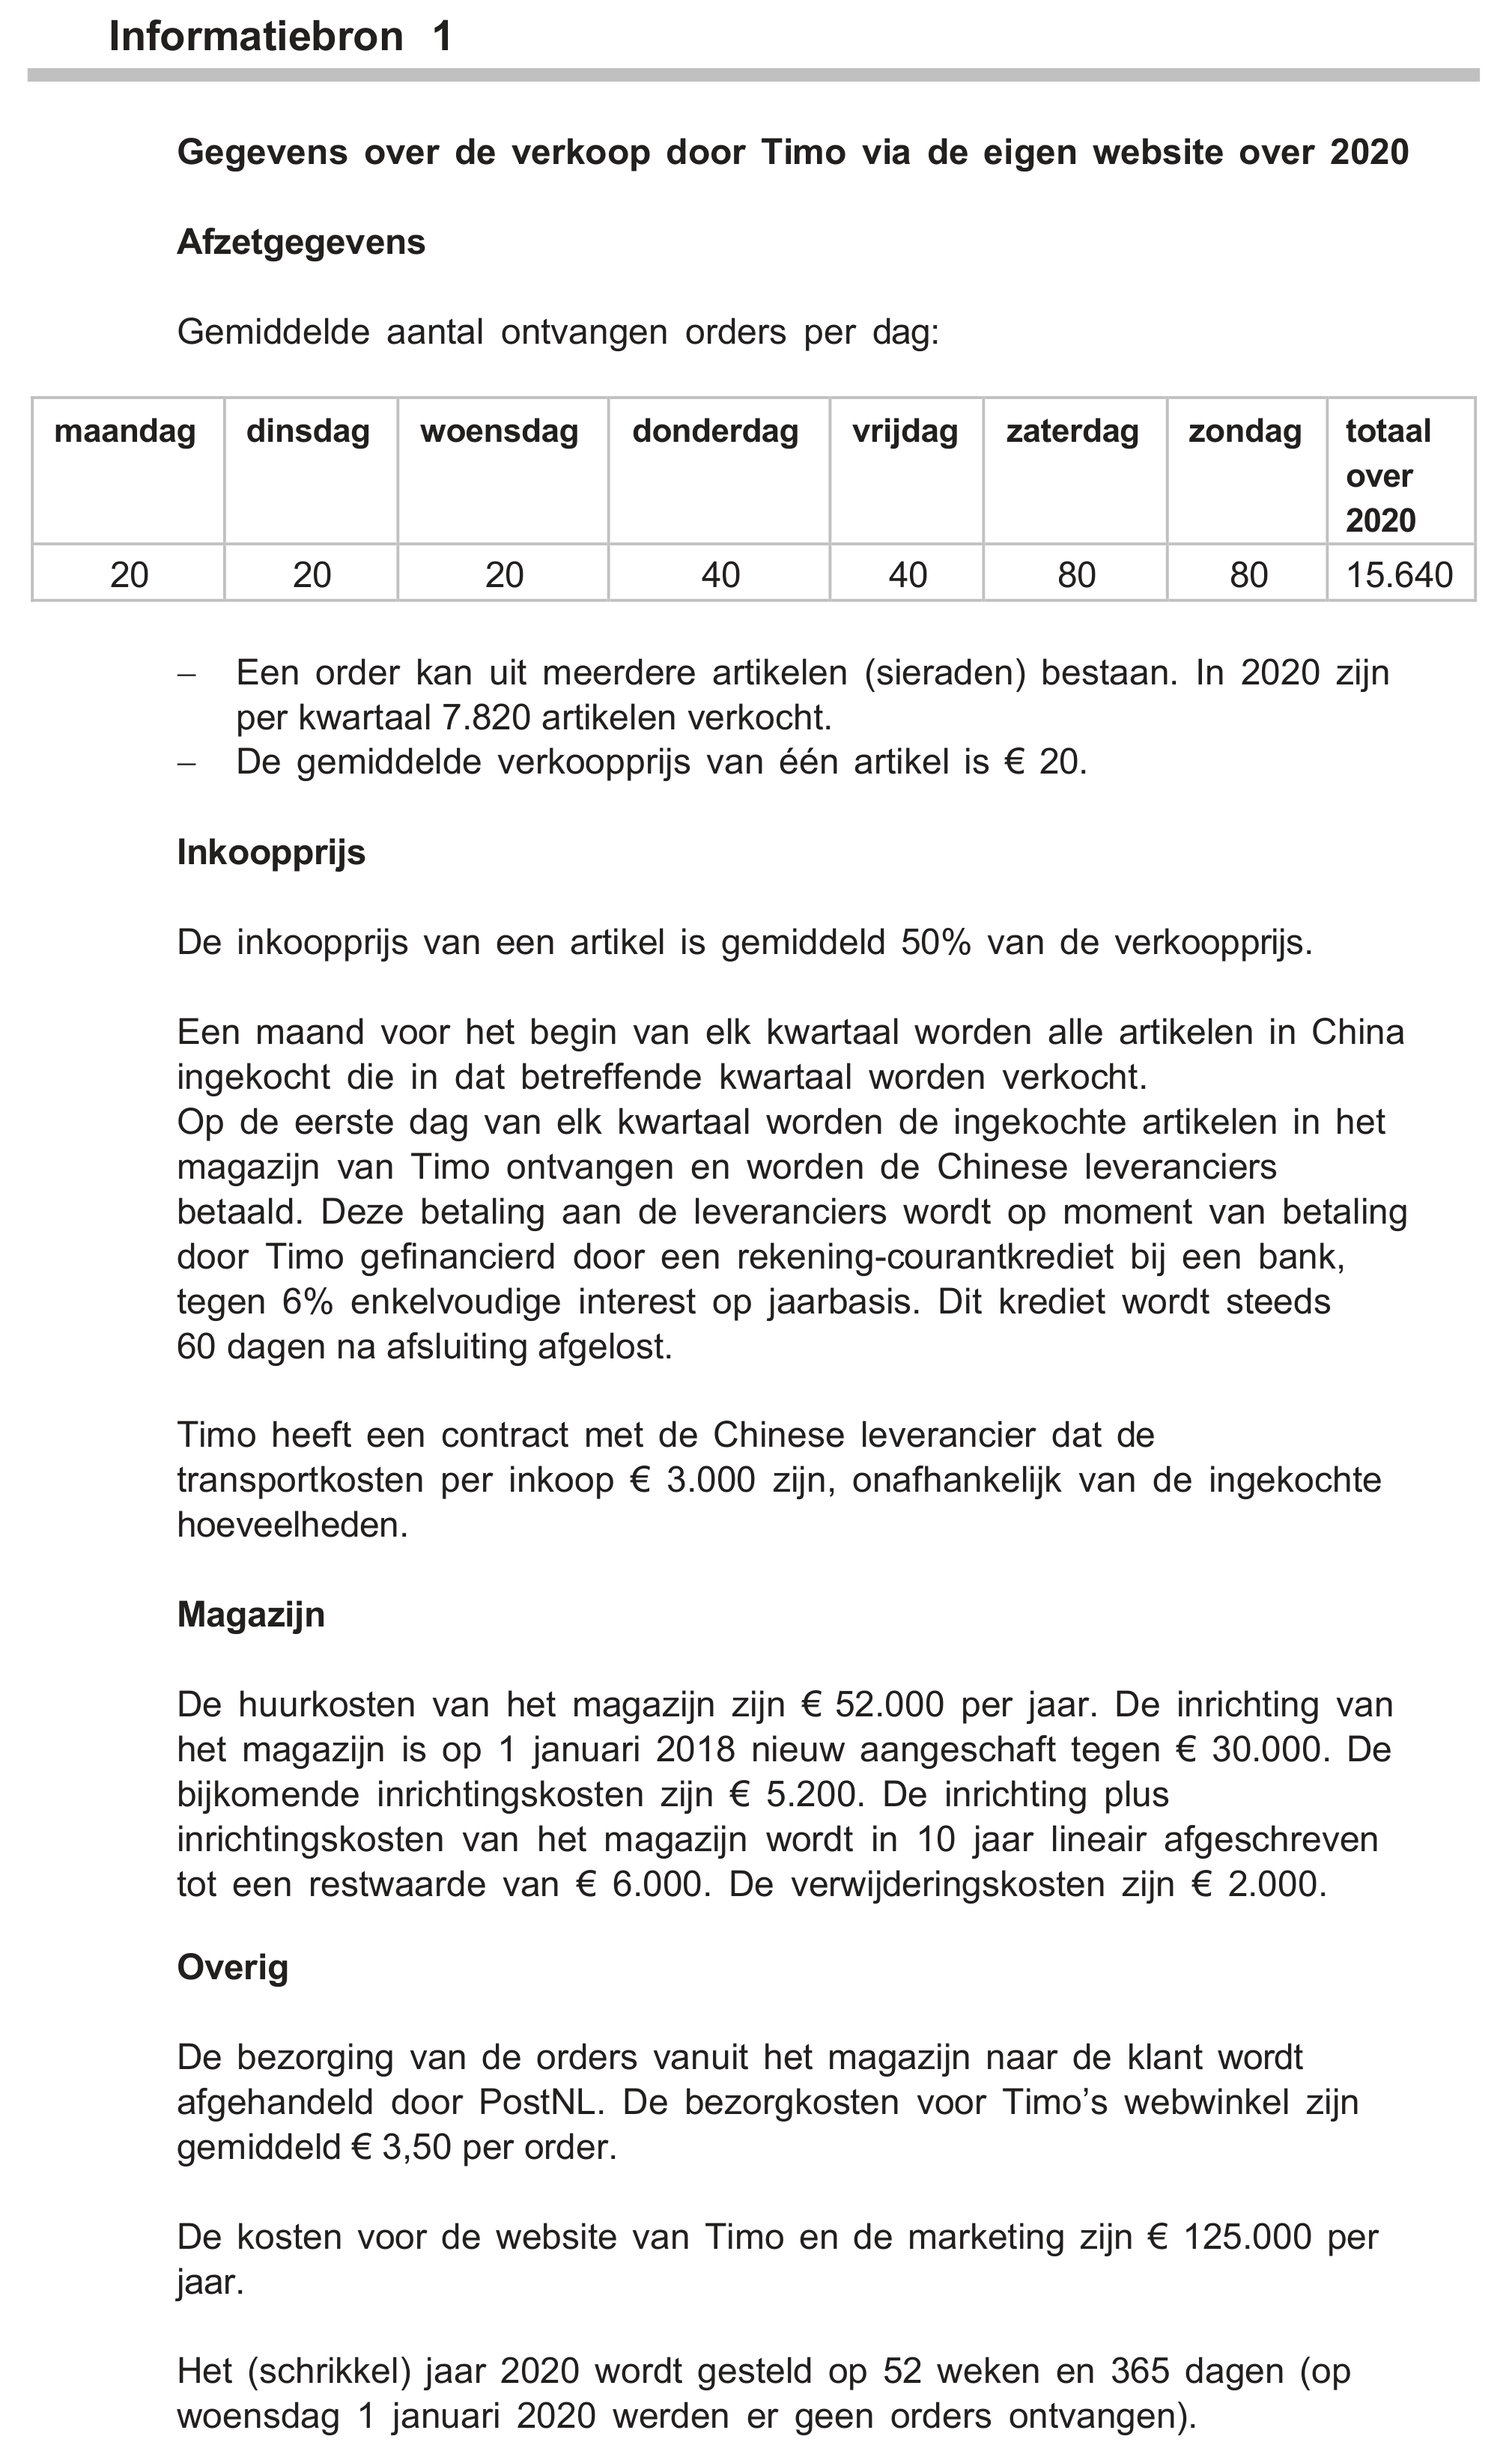 Informatiebron 1
Gegevens over de verkoop door Timo via de eigen website over 2020
Afzetgegevens
Gemiddelde aantal ontvangen orders per dag:
maandag dinsdag woensdag donderdag vrijdag zaterdag zondag totaal
over
2020
20 20 20 40 40 80 80 15.640
– Een order kan uit meerdere artikelen (sieraden) bestaan. In 2020 zijn
per kwartaal 7.820 artikelen verkocht.
– De gemiddelde verkoopprijs van één artikel is € 20.
Inkoopprijs
De inkoopprijs van een artikel is gemiddeld 50% van de verkoopprijs.
Een maand voor het begin van elk kwartaal worden alle artikelen in China
ingekocht die in dat betreffende kwartaal worden verkocht.
Op de eerste dag van elk kwartaal worden de ingekochte artikelen in het
magazijn van Timo ontvangen en worden de Chinese leveranciers
betaald. Deze betaling aan de leveranciers wordt op moment van betaling
door Timo gefinancierd door een rekening-courantkrediet bij een bank,
tegen 6% enkelvoudige interest op jaarbasis. Dit krediet wordt steeds
60 dagen na afsluiting afgelost.
Timo heeft een contract met de Chinese leverancier dat de
transportkosten per inkoop € 3.000 zijn, onafhankelijk van de ingekochte
hoeveelheden.
Magazijn
De huurkosten van het magazijn zijn € 52.000 per jaar. De inrichting van
het magazijn is op 1 januari 2018 nieuw aangeschaft tegen € 30.000. De
bijkomende inrichtingskosten zijn € 5.200. De inrichting plus
inrichtingskosten van het magazijn wordt in 10 jaar lineair afgeschreven
tot een restwaarde van € 6.000. De verwijderingskosten zijn € 2.000.
Overig
De bezorging van de orders vanuit het magazijn naar de klant wordt
afgehandeld door PostNL. De bezorgkosten voor Timo’s webwinkel zijn
gemiddeld € 3,50 per order.
De kosten voor de website van Timo en de marketing zijn € 125.000 per
jaar.
Het (schrikkel) jaar 2020 wordt gesteld op 52 weken en 365 dagen (op
woensdag 1 januari 2020 werden er geen orders ontvangen).